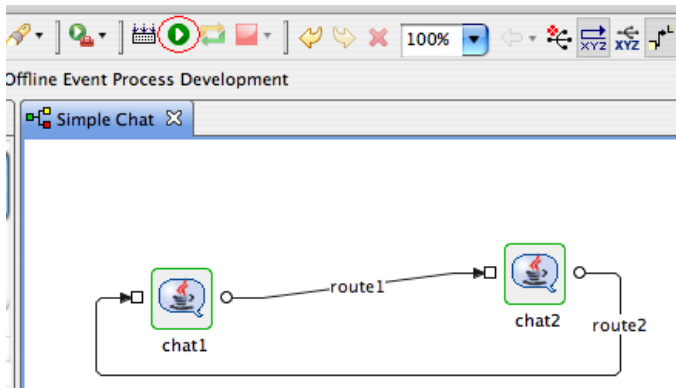 100%
XYZ XYZ
Offline Event Process Development
Simple Chat
route1
chat1
chat2
route2